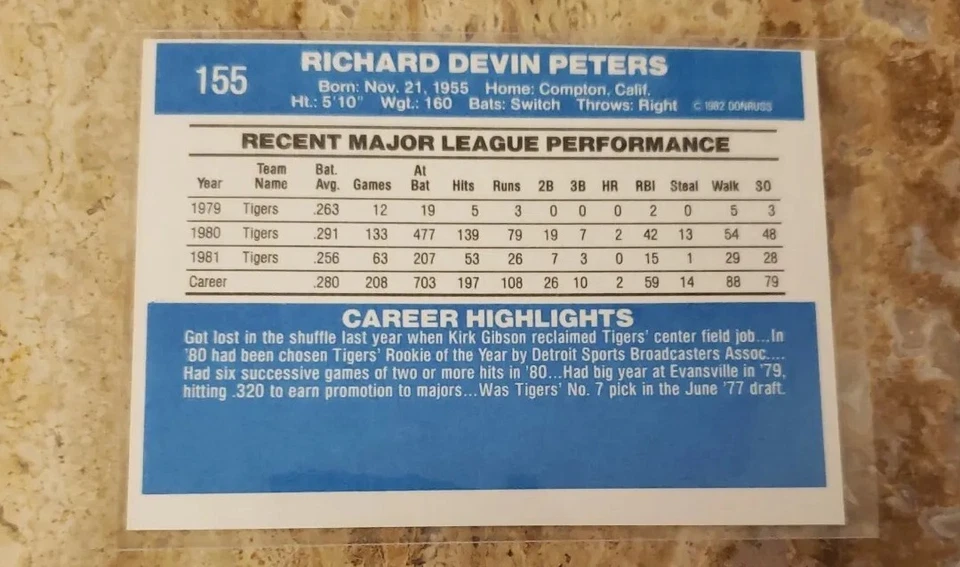 155
RICHARD DEVIN PETERS
Born: Nov. 21, 1955 Home: Compton, Calif.
Ht.: 5'10" Wgt.: 160 Bats: Switch Throws: Right © 1982 DONRUSS
RECENT MAJOR LEAGUE PERFORMANCE
Year Team Name Bat. Avg. Games At Bat Hits Runs 2B 3B HR RBI Steal Walk SO
1979 Tigers .263 12 19 5 3 0 0 0 2 0 5 3
1980 Tigers .291 133 477 139 79 19 7 2 42 13 54 48
1981 Tigers .256 63 207 53 26 7 3 0 15 1 29 28
Career .280 208 703 197 108 26 10 2 59 14 88 79
CAREER HIGHLIGHTS
Got lost in the shuffle last year when Kirk Gibson reclaimed Tigers' center field job...In
'80 had been chosen Tigers' Rookie of the Year by Detroit Sports Broadcasters Assoc....
Had six successive games of two or more hits in '80...Had big year at Evansville in '79,
hitting .320 to earn promotion to majors...Was Tigers' No. 7 pick in the June '77 draft.